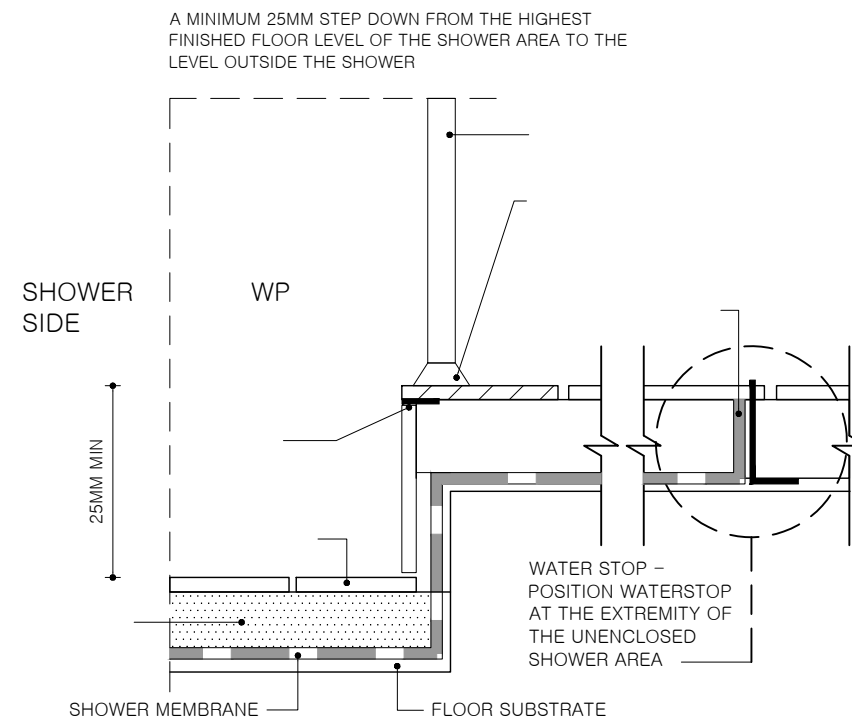 A MINIMUM 25MM STEP DOWN FROM THE HIGHEST
FINISHED FLOOR LEVEL OF THE SHOWER AREA TO THE
LEVEL OUTSIDE THE SHOWER
SHOWER
SIDE
WP
25MM MIN
WATER STOP –
POSITION WATERSTOP
AT THE EXTREMITY OF
THE UNENCLOSED
SHOWER AREA
SHOWER MEMBRANE
FLOOR SUBSTRATE